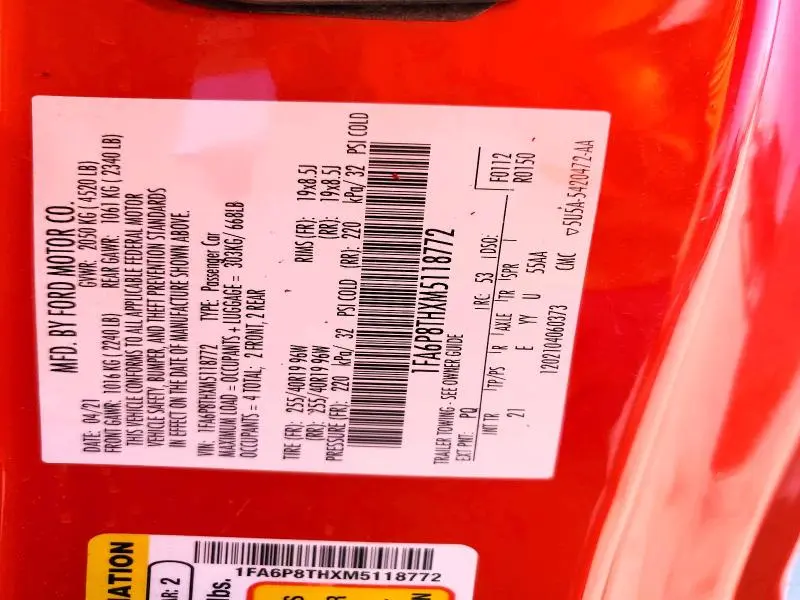 MFD. BY FORD MOTOR CO.
DATE: 04/21 GVWR: 2050 KG ( 4520 LB)
FRONT GAWR: 1016 KG ( 2240 LB) REAR GAWR: 1061 KG ( 2340 LB)
THIS VEHICLE CONFORMS TO ALL APPLICABLE FEDERAL MOTOR
VEHICLE SAFETY, BUMPER, AND THEFT PREVENTION STANDARDS
IN EFFECT ON THE DATE OF MANUFACTURE SHOWN ABOVE.
VIN: 1FA6P8THXM5118772 TYPE: Passenger Car
MAXIMUM LOAD = OCCUPANTS + LUGGAGE = 303KG/ 668LB
OCCUPANTS = 4 TOTAL; 2 FRONT, 2 REAR
TIRE (FR): 255/40R19 96W RIMS (FR): 19x8.5J
(RR): 255/40R19 96W (RR): 19x8.5J
PRESSURE (FR): 220 kPa/ 32 PSI COLD (RR): 220 kPa/ 32 PSI COLD
1FA6P8THXM5118772
TRAILER TOWING - SEE OWNER GUIDE
EXT PNT: PQ RC: 53 DSO: F0112
INT TR TP/PS R AXLE TR SPR R0150
21 E YY U 55AA
1202104060373 CMC ▽5U5A-5420472-AA
1FA6P8THXM5118772